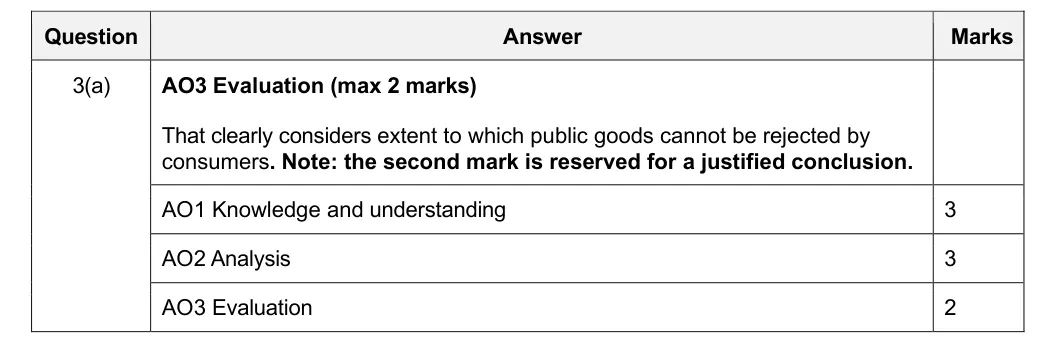 Question Answer Marks
3(a) AO3 Evaluation (max 2 marks)
That clearly considers extent to which public goods cannot be rejected by
consumers. Note: the second mark is reserved for a justified conclusion.
AO1 Knowledge and understanding 3
AO2 Analysis 3
AO3 Evaluation 2